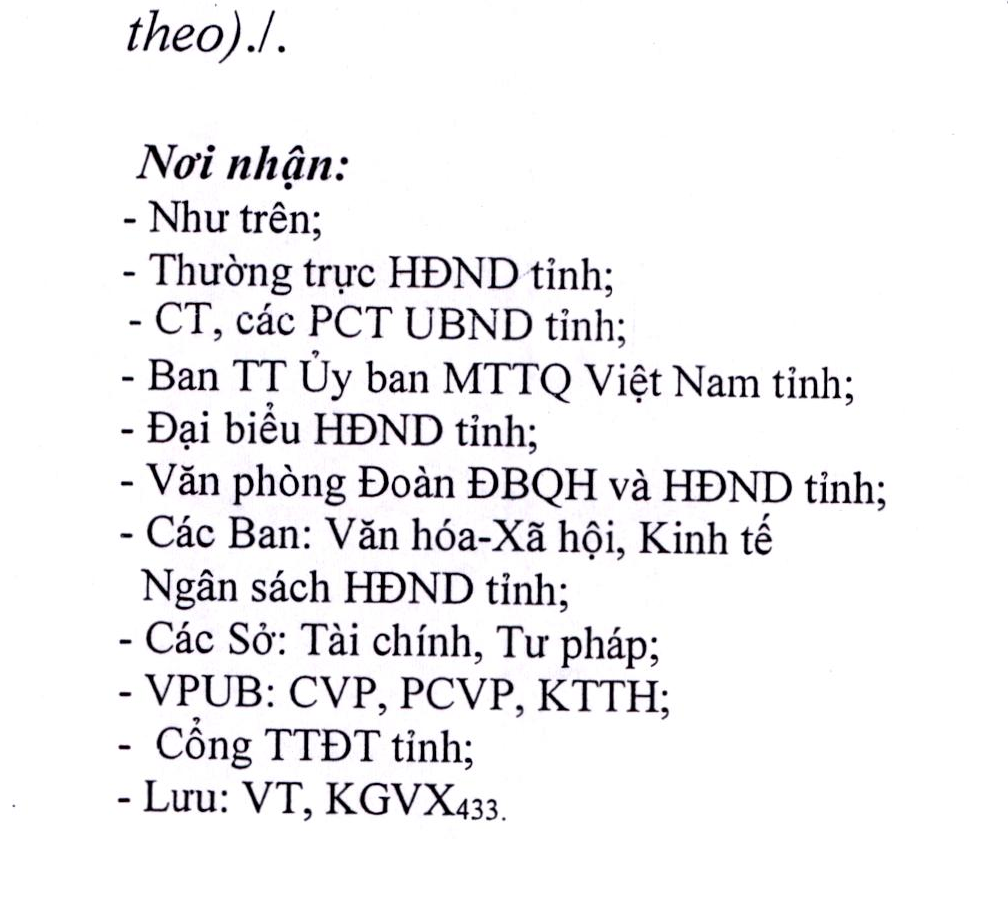 theo)./.
Nơi nhận:
- Như trên;
- Thường trực HĐND tỉnh;
- CT, các PCT UBND tỉnh;
- Ban TT Ủy ban MTTQ Việt Nam tỉnh;
- Đại biểu HĐND tỉnh;
- Văn phòng Đoàn ĐBQH và HĐND tỉnh;
- Các Ban: Văn hóa-Xã hội, Kinh tế
Ngân sách HĐND tỉnh;
- Các Sở: Tài chính, Tư pháp;
- VPUB: CVP, PCVP, KTTH;
- Cổng TTĐT tỉnh;
- Lưu: VT, KGVX433.